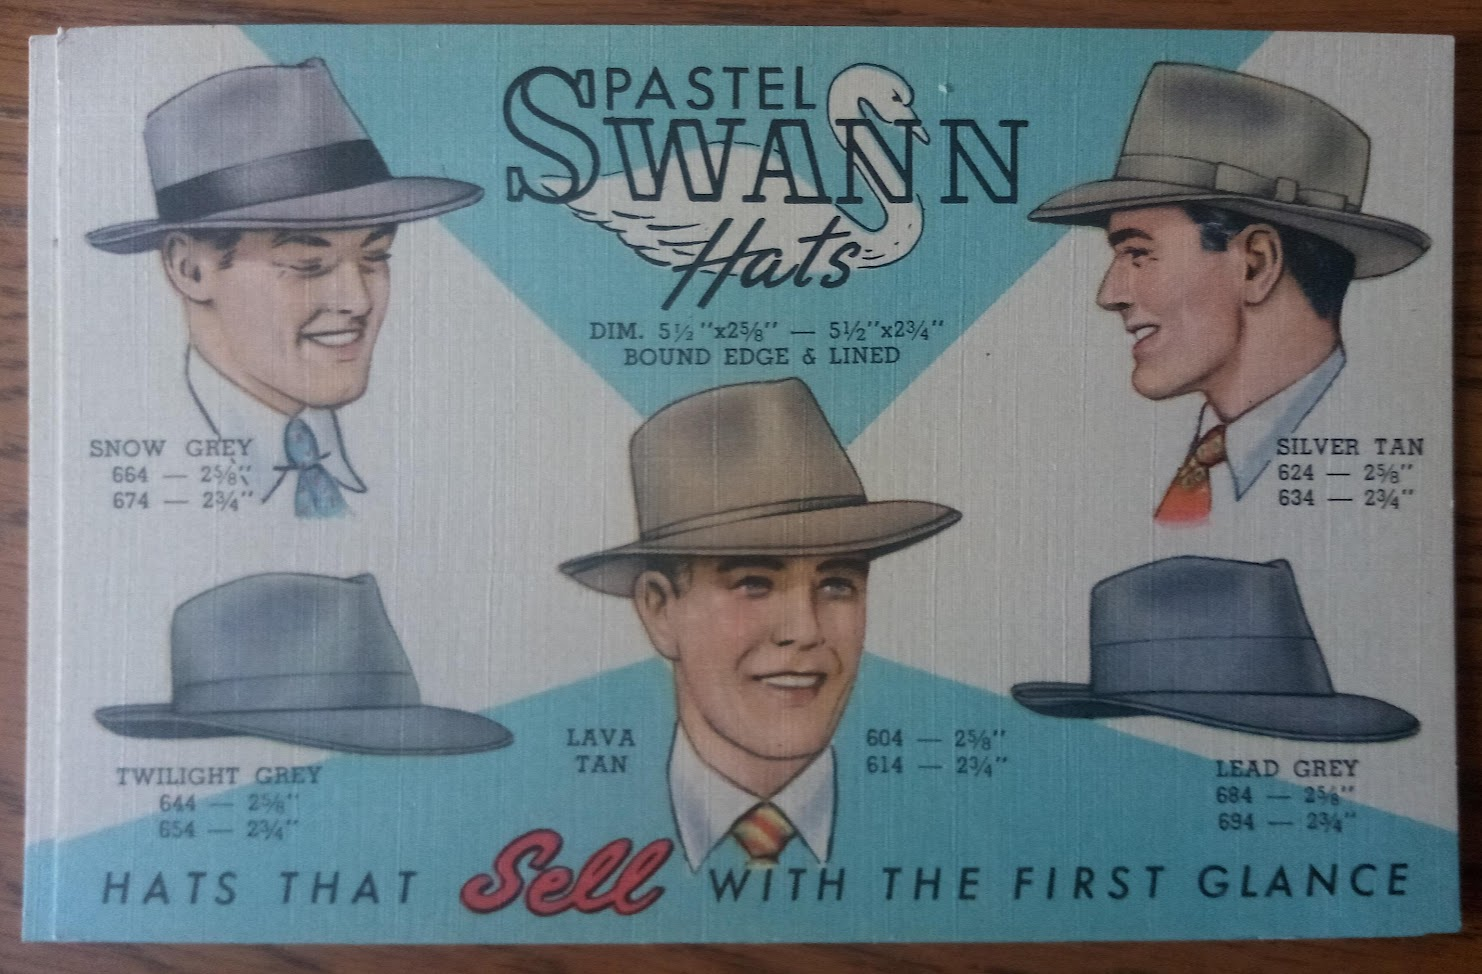 PASTEL
SWANN
Hats
DIM. 5½"x2⅝" — 5½"x2¾"
BOUND EDGE & LINED
SNOW GREY
664 — 2⅝"
674 — 2¾"
SILVER TAN
624 — 2⅝"
634 — 2¾"
TWILIGHT GREY
644 — 2⅝"
654 — 2¾"
LAVA
TAN
604 — 2⅝"
614 — 2¾"
LEAD GREY
684 — 2⅝"
694 — 2¾"
HATS THAT Sell WITH THE FIRST GLANCE